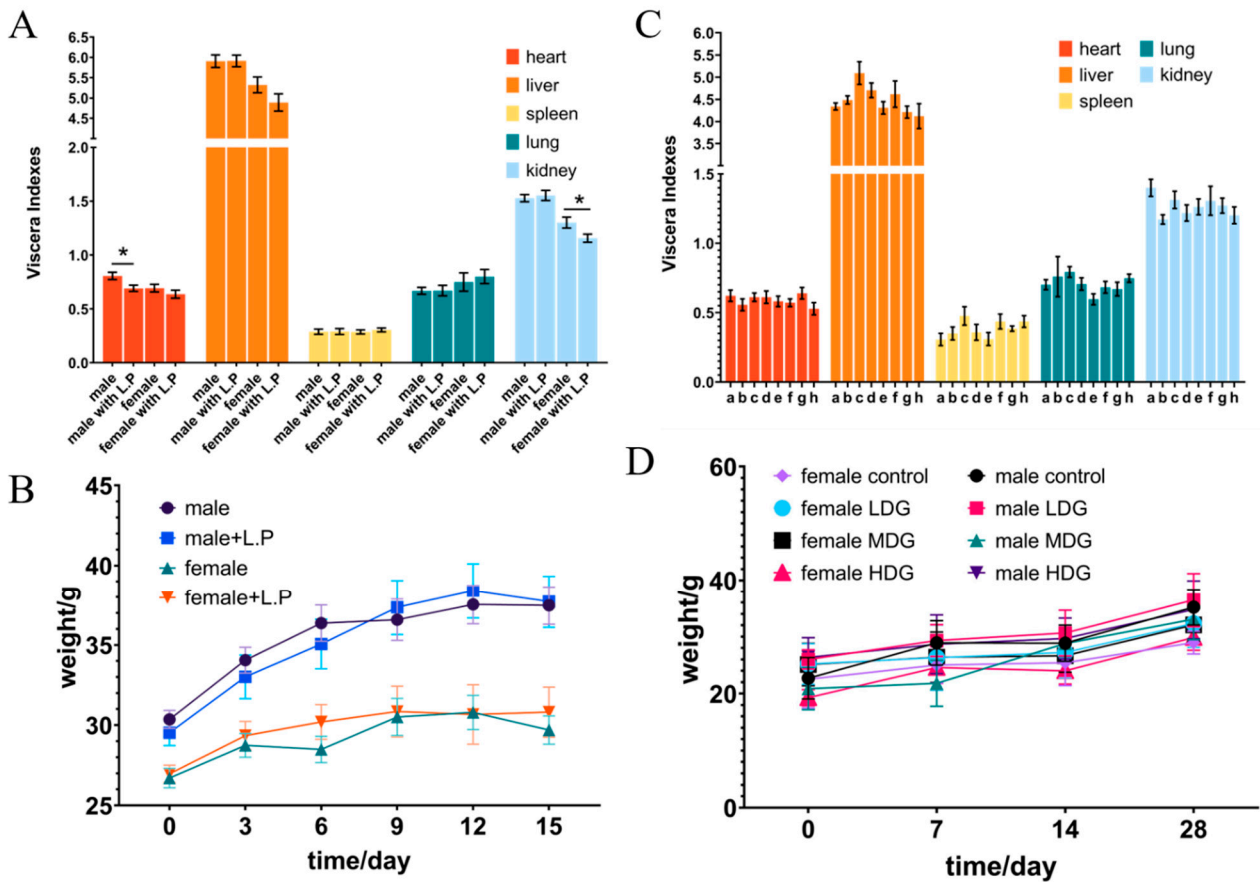 A
Viscera Indexes
6.5
6.0
5.5
5.0
4.5
1.5
1.0
0.5
0.0
heart
liver
spleen
lung
kidney
*
*
male
male with L.P
female
female with L.P
male
male with L.P
female
female with L.P
male
male with L.P
female
female with L.P
male
male with L.P
female
female with L.P
male
male with L.P
female
female with L.P
C
Viscera Indexes
6.0
5.5
5.0
4.5
4.0
3.5
3.0
1.5
1.0
0.5
0.0
heart
lung
liver
kidney
spleen
a b c d e f g h
a b c d e f g h
a b c d e f g h
a b c d e f g h
a b c d e f g h
B
weight/g
45
40
35
30
25
male
male+L.P
female
female+L.P
0 3 6 9 12 15
time/day
D
weight/g
60
40
20
0
female control
male control
female LDG
male LDG
female MDG
male MDG
female HDG
male HDG
0 7 14 28
time/day